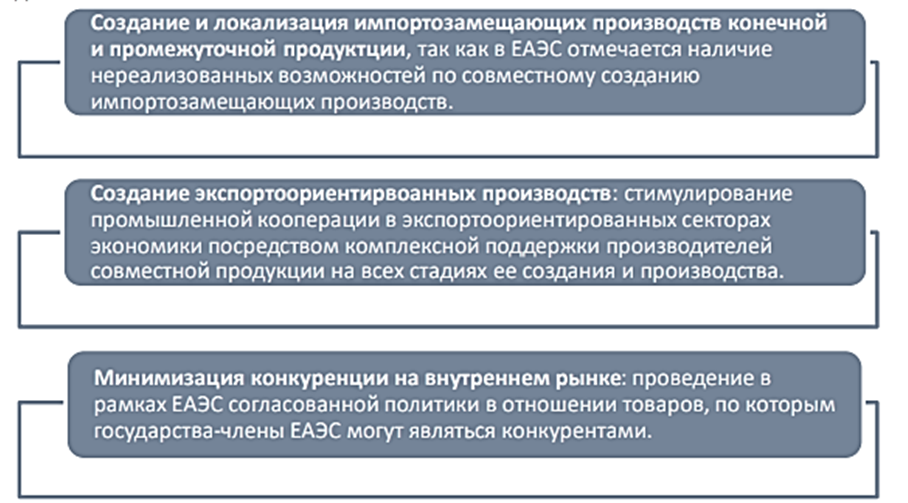 Создание и локализация импортозамещающих производств конечной
и промежуточной продуктции, так как в ЕАЭС отмечается наличие
нереализованных возможностей по совместному созданию
импортозамещающих производств.
Создание экспортоориентирвоанных производств: стимулирование
промышленной кооперации в экспортоориентированных секторах
экономики посредством комплексной поддержки производителей
совместной продукции на всех стадиях ее создания и производства.
Минимизация конкуренции на внутреннем рынке: проведение в
рамках ЕАЭС согласованной политики в отношении товаров, по которым
государства-члены ЕАЭС могут являться конкурентами.